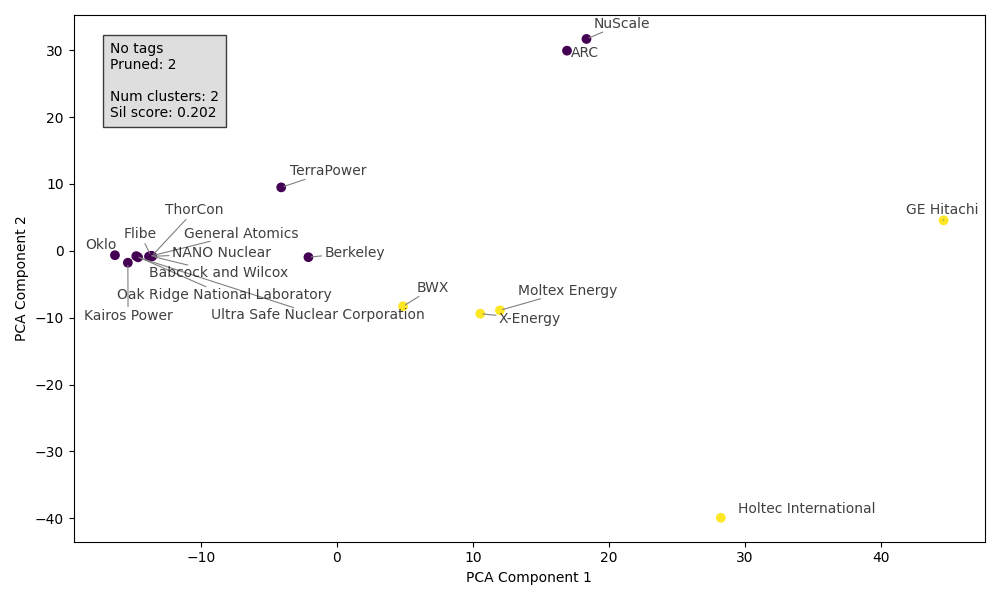 NuScale
ARC
No tags
Pruned: 2
Num clusters: 2
Sil score: 0.202
TerraPower
ThorCon
GE Hitachi
Flibe
General Atomics
Oklo
NANO Nuclear
Berkeley
Babcock and Wilcox
BWX
Moltex Energy
Oak Ridge National Laboratory
Kairos Power
Ultra Safe Nuclear Corporation
X-Energy
Holtec International
30
20
10
0
−10
−20
−30
−40
PCA Component 2
−10
0
10
20
30
40
PCA Component 1